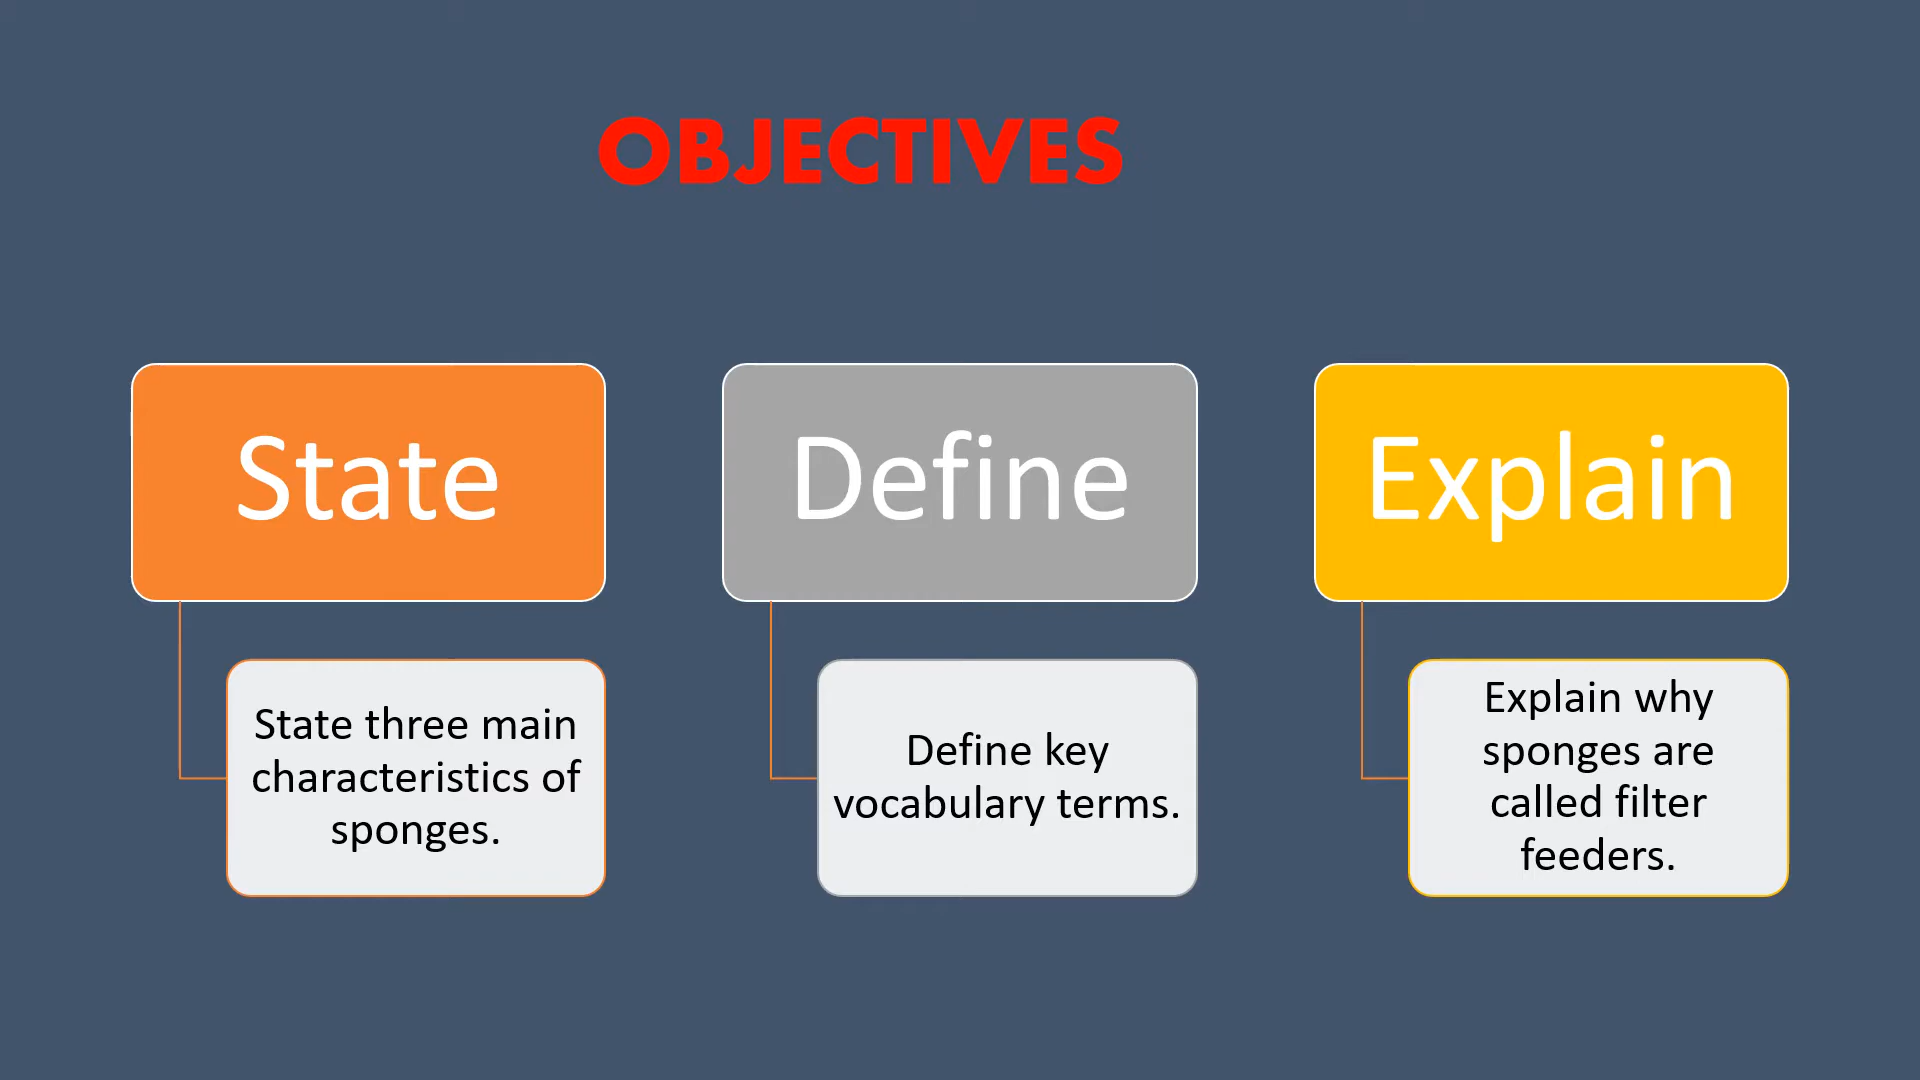 OBJECTIVES
State
Define
Explain
State three main
characteristics of
sponges.
Define key
vocabulary terms.
Explain why
sponges are
called filter
feeders.